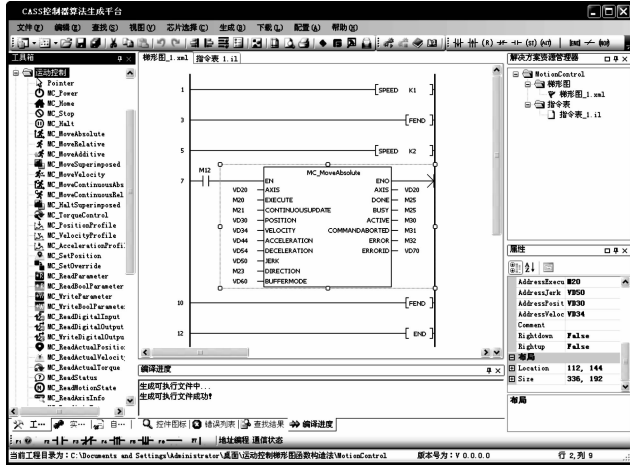 CASS控制器算法生成平台
文件(F) 编辑(E) 查找(S) 视图(V) 芯片选择(C) 生成(B) 下载(L) 配置(A) 帮助(H)
(R) (st) (rst)
工具箱
运动控制
Pointer
MC_Power
MC_Home
MC_Stop
MC_Halt
MC_MoveAbsolute
MC_MoveRelative
MC_MoveAdditive
MC_MoveSuperimposed
MC_MoveVelocity
MC_MoveContinuousAbs
MC_MoveContinuousRel
MC_HaltSuperimposed
MC_TorqueControl
MC_PositionProfile
MC_VelocityProfile
MC_AccelerationProfi
MC_SetPosition
MC_SetOverride
MC_ReadParameter
MC_ReadBoolParameter
MC_WriteParameter
MC_WriteBoolParamete
MC_ReadDigitalInput
MC_ReadDigitalOutput
MC_WriteDigitalOutpu
MC_ReadActualPositio
MC_ReadActualVelocit
MC_ReadActualTorque
MC_ReadStatus
MC_ReadMotionState
MC_ReadAxisInfo
工... 实... 自...
梯形图_1.xml 指令表 1.il
1 SPEED K1
3 FEND
5 SPEED K2
7 M12
MC_MoveAbsolute
EN ENO
VD20 AXIS AXIS VD20
M20 EXECUTE DONE M25
M21 CONTINUOUSUPDATE BUSY M25
VD30 POSITION ACTIVE M30
VD34 VELOCITY COMMANDABORTED M31
VD44 ACCELERATION ERROR M32
VD54 DECELERATION ERRORID VD70
VD50 JERK
M23 DIRECTION
VD60 BUFFERMODE
10 FEND
12 END
编译进度
生成可执行文件中...
生成可执行文件成功!
控件图标 错误列表 查找结果 编译进度
解决方案资源管理器
MotionControl
梯形图
梯形图_1.xml
指令表
指令表_1.il
属性
AddressExecu M20
AddressJerk VD50
AddressPosit VD30
AddressVeloc VD34
Comment
Rightdown False
Rightup False
布局
Location 112, 144
Size 336, 192
布局
地址编程 通信状态
当前工程目录为：C:\Documents and Settings\Administrator\桌面\运动控制梯形图函数构造法\MotionControl 版本号为：V 0.0.0.0 行 2,列 9